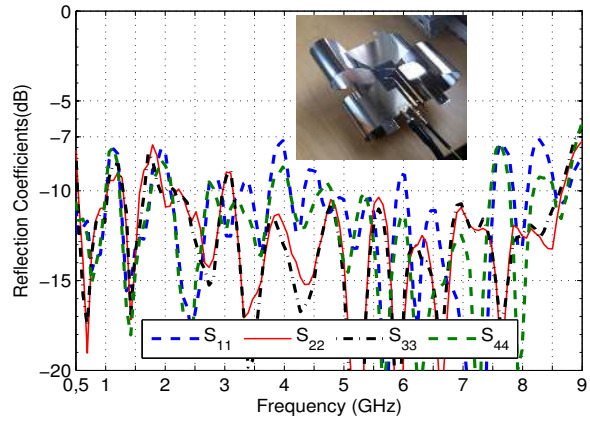 0
−5
−7
−10
−15
−20
Reflection Coefficients(dB)
S11 S22 S33 S44
0,5 1 2 3 4 5 6 7 8 9
Frequency (GHz)